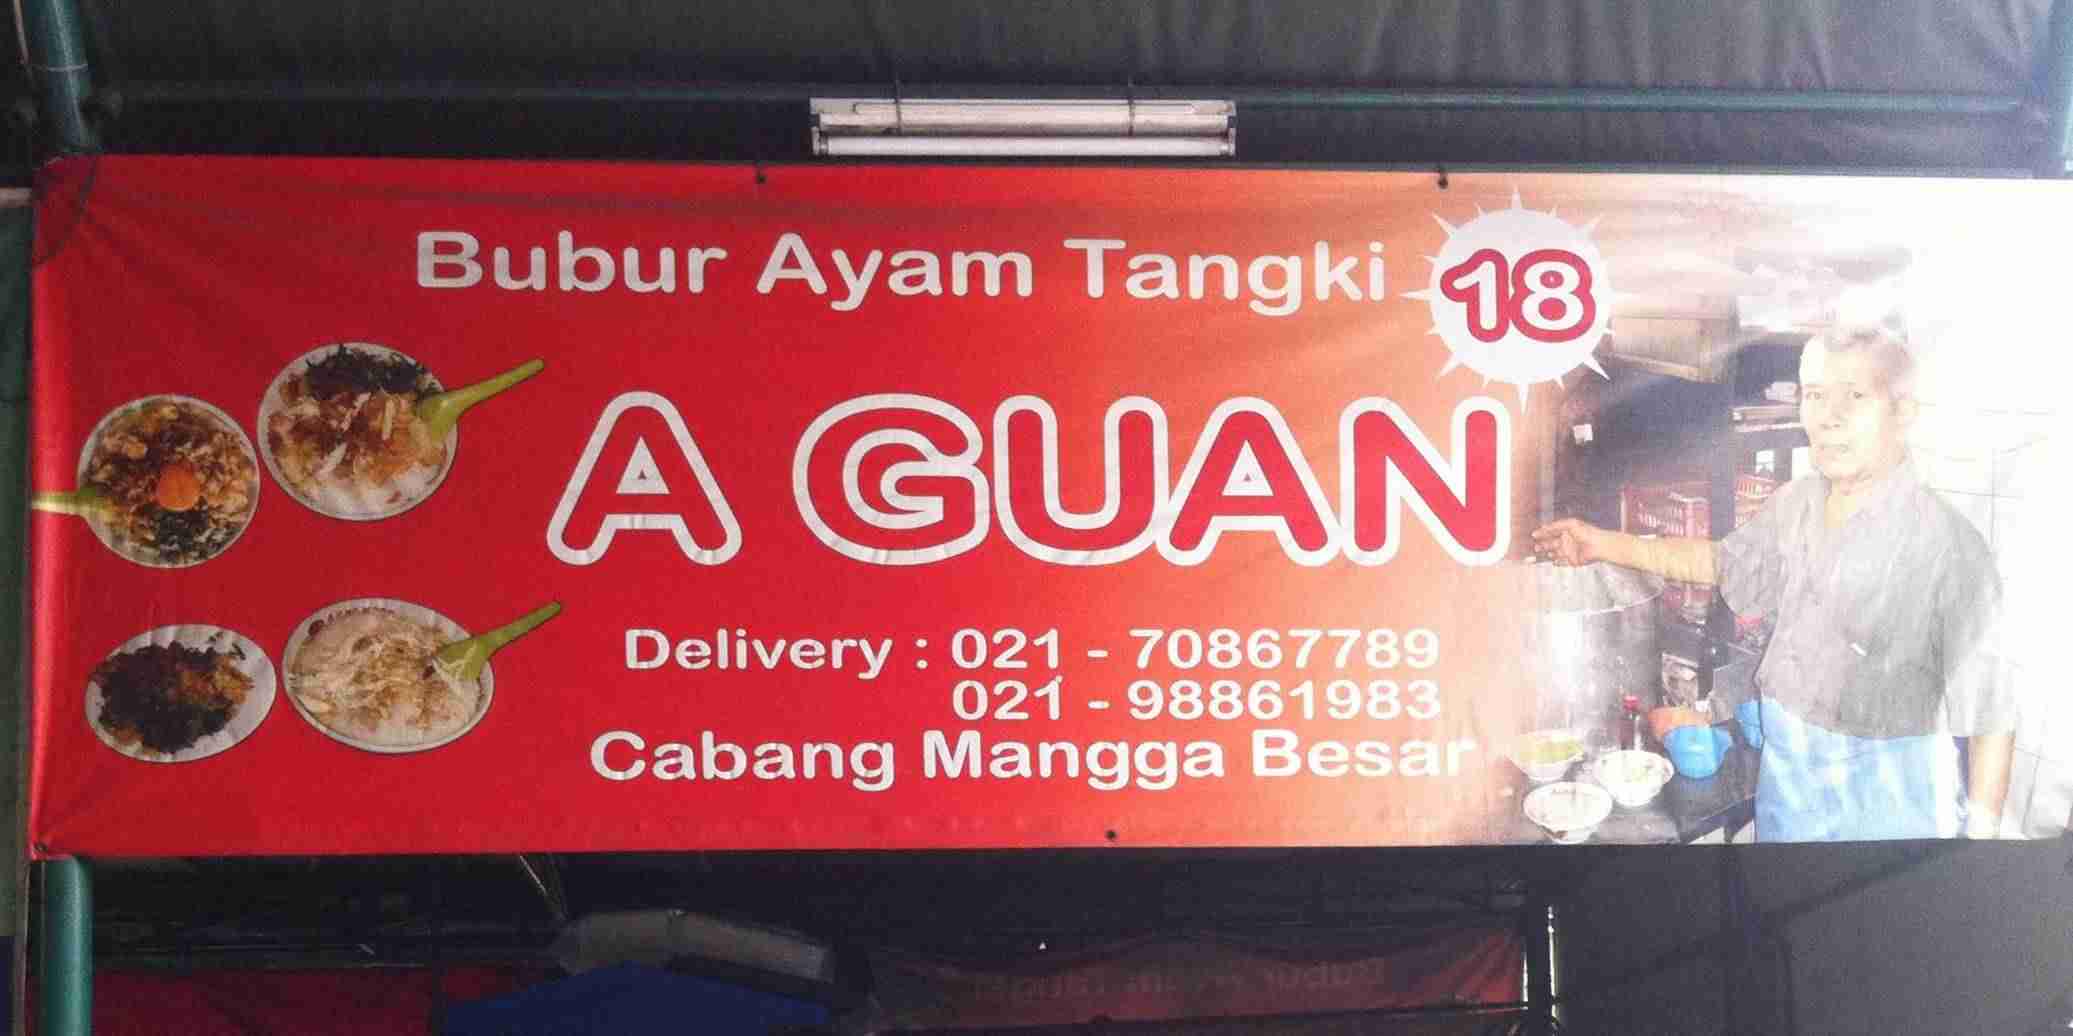 Bubur Ayam Tangki 18
A GUAN
Delivery : 021 - 70867789
021 - 98861983
Cabang Mangga Besar